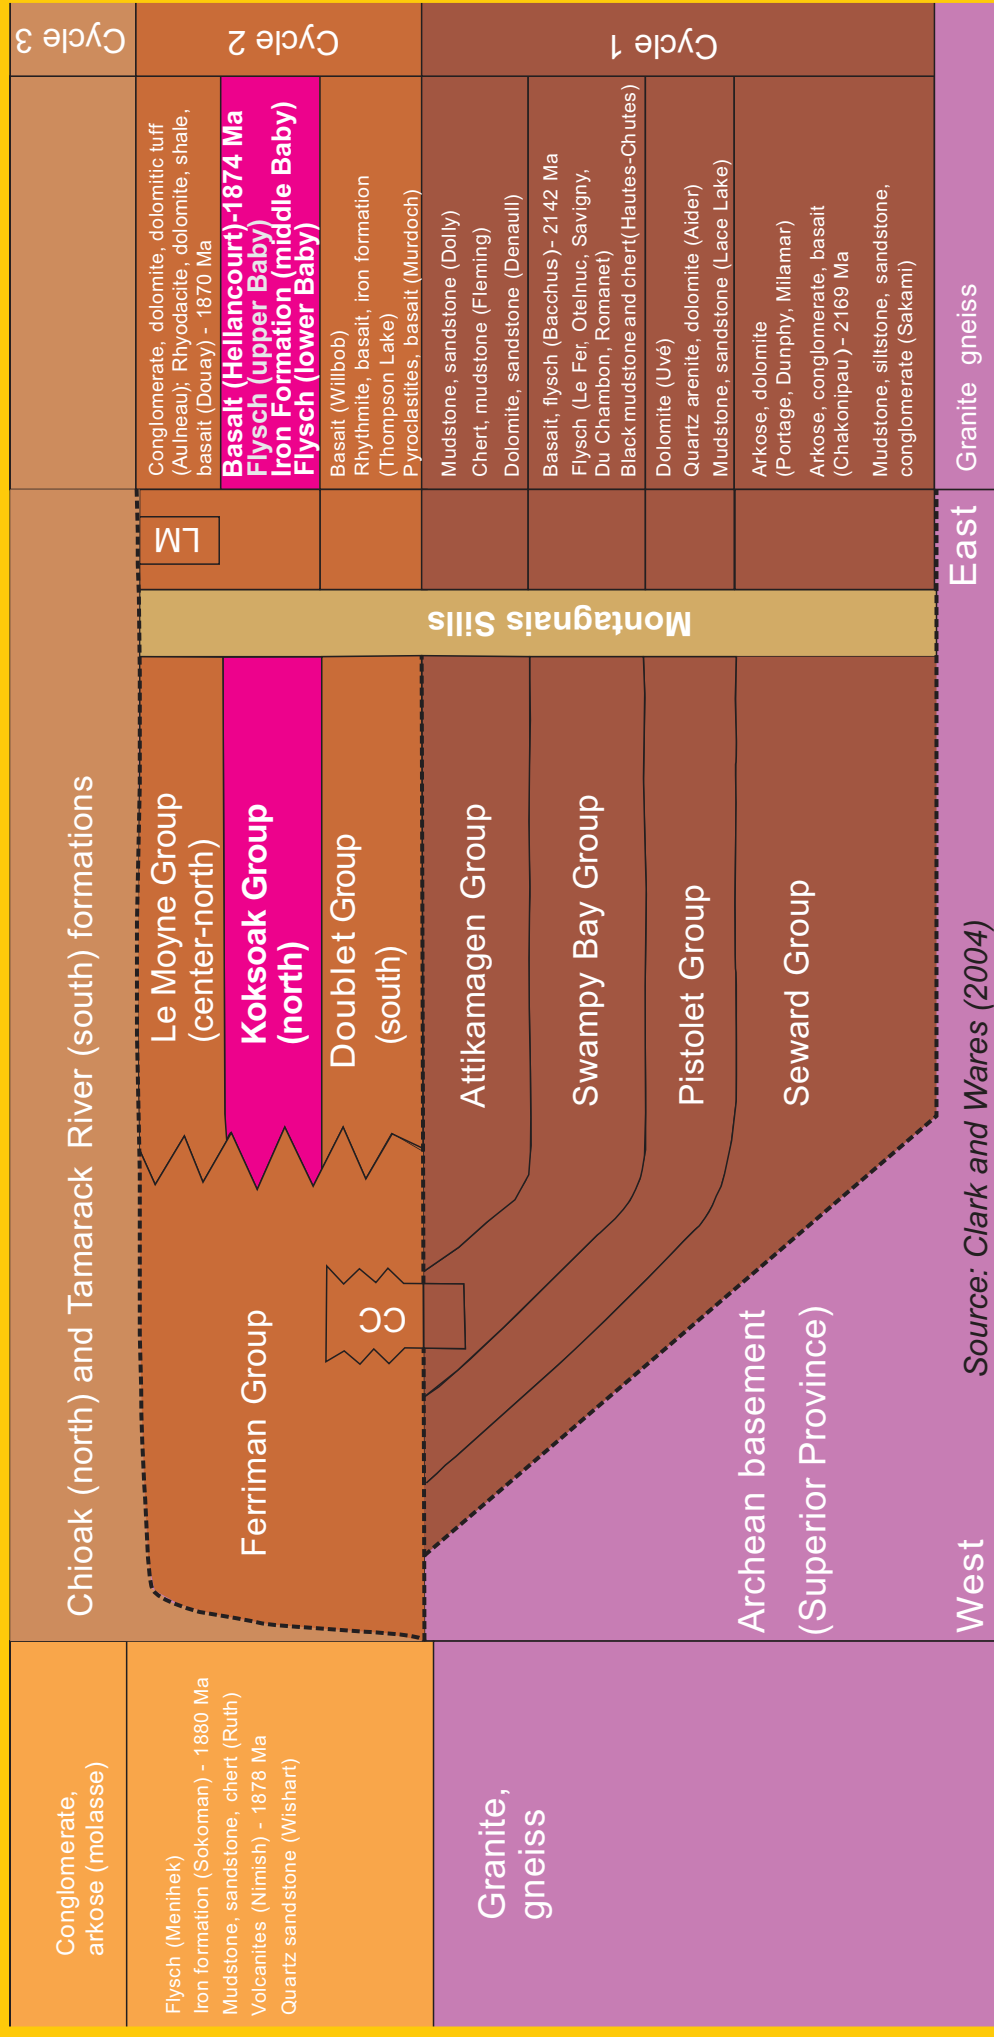 Conglomerate,
arkose (molasse)
Flysch (Menihek)
Iron formation (Sokoman) - 1880 Ma
Mudstone, sandstone, chert (Ruth)
Volcanites (Nimish) - 1878 Ma
Quartz sandstone (Wishart)
Granite,
gneiss
Chioak (north) and Tamarack River (south) formations
Ferriman Group
CC
Le Moyne Group
(center-north)
Koksoak Group
(north)
Doublet Group
(south)
Attikamagen Group
Swampy Bay Group
Pistolet Group
Seward Group
Archean basement
(Superior Province)
West
East
Montagnais Sills
LM
Conglomerate, dolomite, dolomitic tuff
(Aulneau); Rhyodacite, dolomite, shale,
basalt (Douay) - 1870 Ma
Basalt (Hellancourt)-1874 Ma
Flysch (upper Baby)
Iron Formation (middle Baby)
Flysch (lower Baby)
Basalt (Willbob)
Rhythmite, basalt, iron formation
(Thompson Lake)
Pyroclastites, basalt (Murdoch)
Mudstone, sandstone (Dolly)
Chert, mudstone (Fleming)
Dolomite, sandstone (Denault)
Basalt, flysch (Bacchus) - 2142 Ma
Flysch (Le Fer, Otelnuc, Savigny,
Du Chambon, Romanet)
Black mudstone and chert (Hautes-Chutes)
Dolomite (Uvé)
Quartz arenite, dolomite (Alder)
Mudstone, sandstone (Lace Lake)
Arkose, dolomite
(Portage, Dunphy, Milamar)
Arkose, conglomerate, basalt
(Chakonipau) - 2169 Ma
Mudstone, siltstone, sandstone,
conglomerate (Sakami)
Granite gneiss
Cycle 3
Cycle 2
Cycle 1
Source: Clark and Wares (2004)